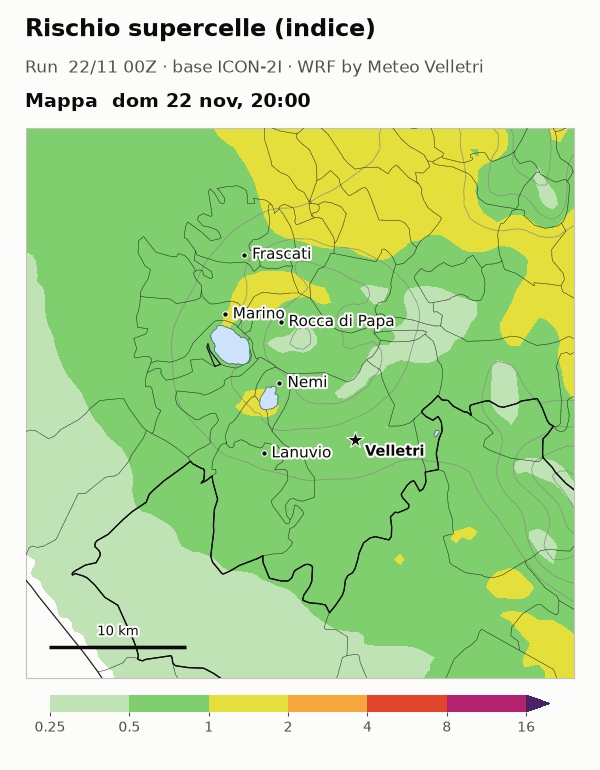 Rischio supercelle (indice)
Run  22/11 00Z · base ICON-2I · WRF by Meteo Velletri
Mappa  dom 22 nov, 20:00
Frascati
Marino
Rocca di Papa
Nemi
Velletri
Lanuvio
10 km
0.25 0.5 1 2 4 8 16